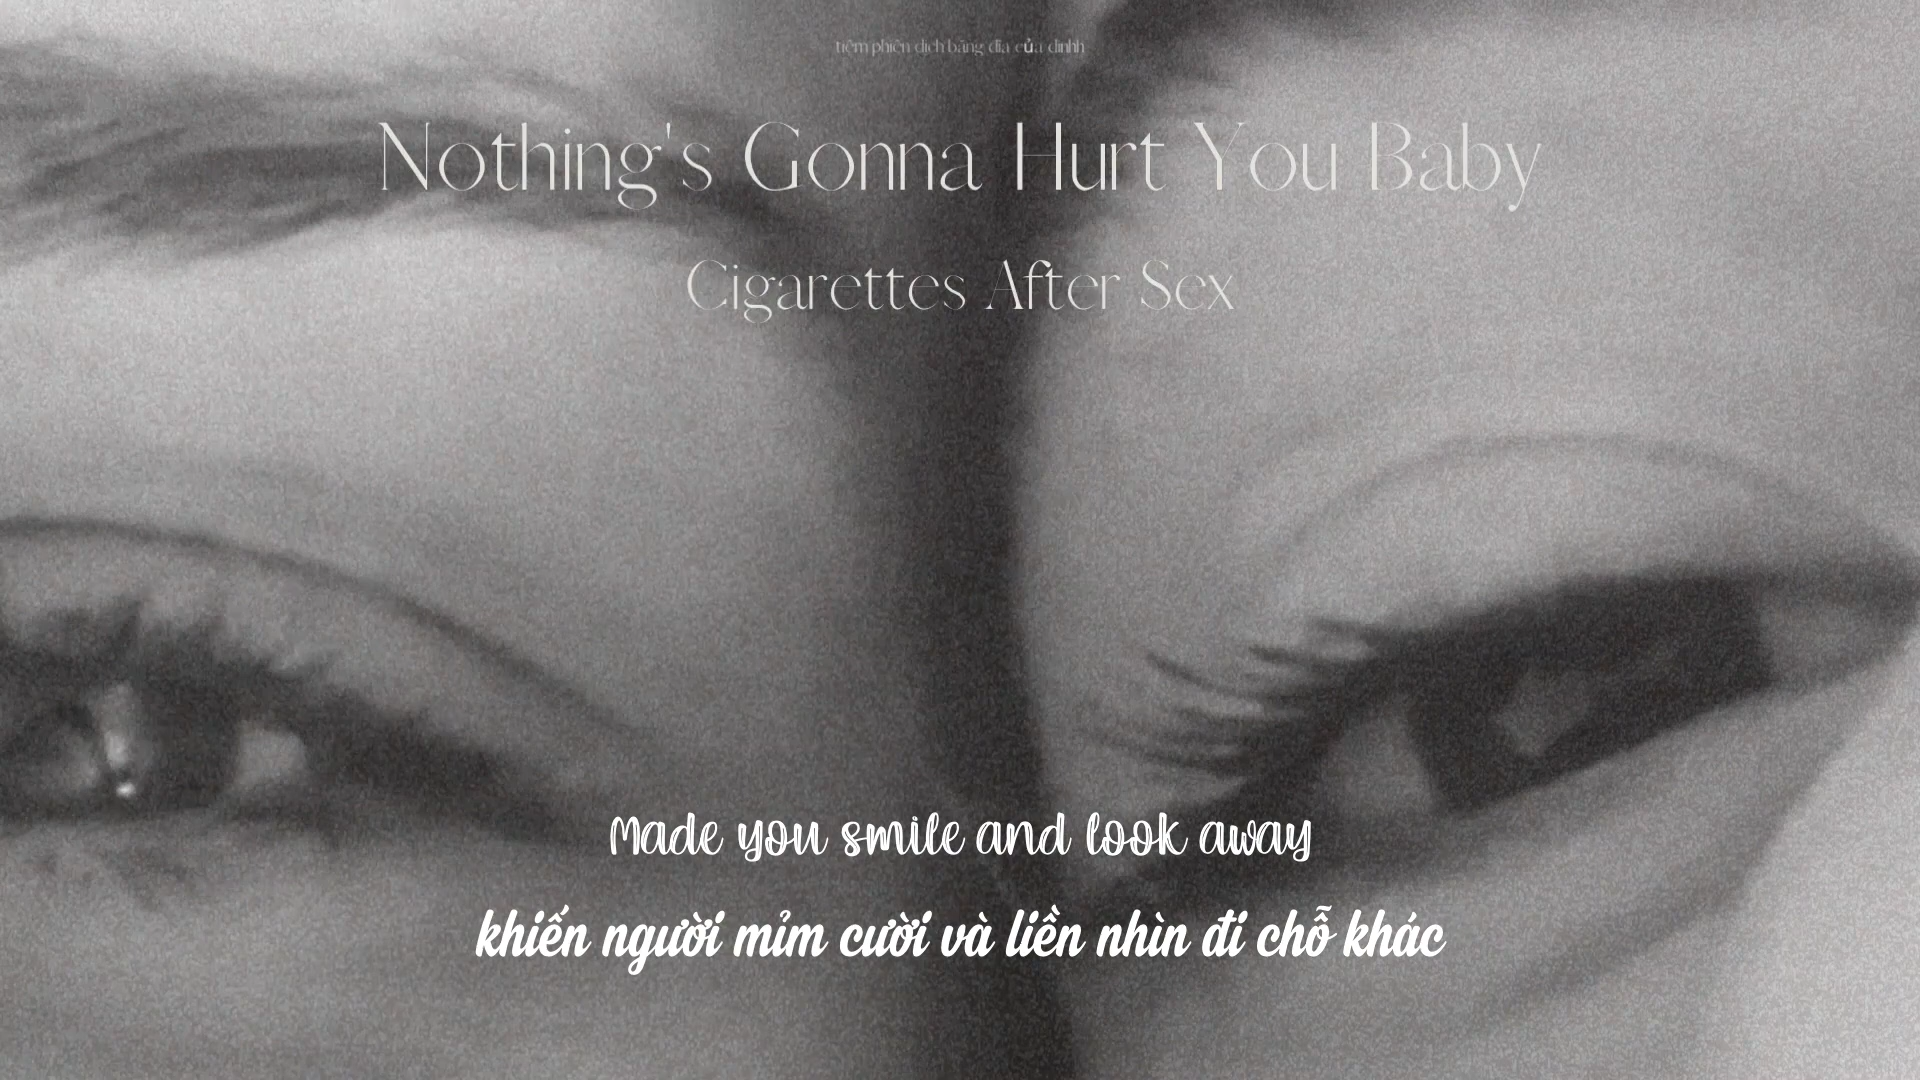 tiệm phiên dịch băng đĩa của dinhh
Nothing's Gonna Hurt You Baby
Cigarettes After Sex
Made you smile and look away
khiến người mỉm cười và liền nhìn đi chỗ khác